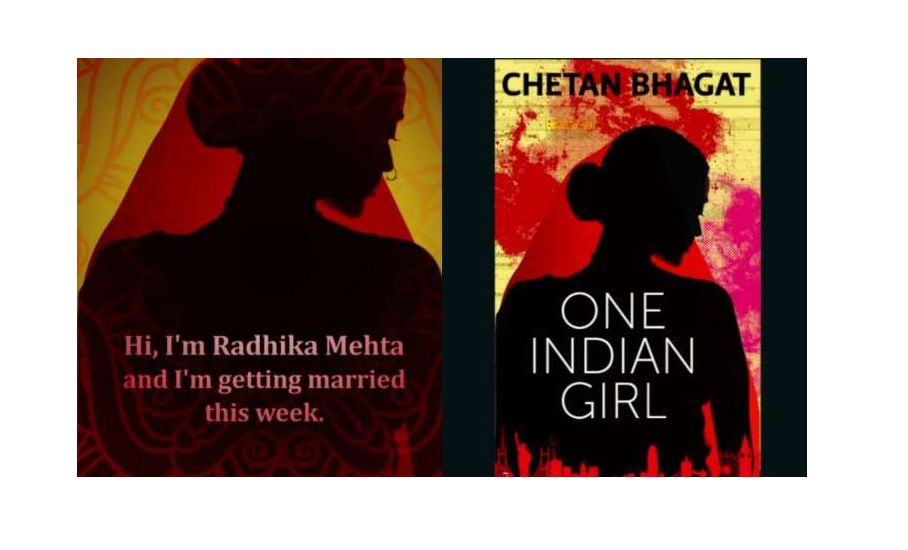 Hi, I'm Radhika Mehta
and I'm getting married
this week.
CHETAN BHAGAT
ONE
INDIAN
GIRL